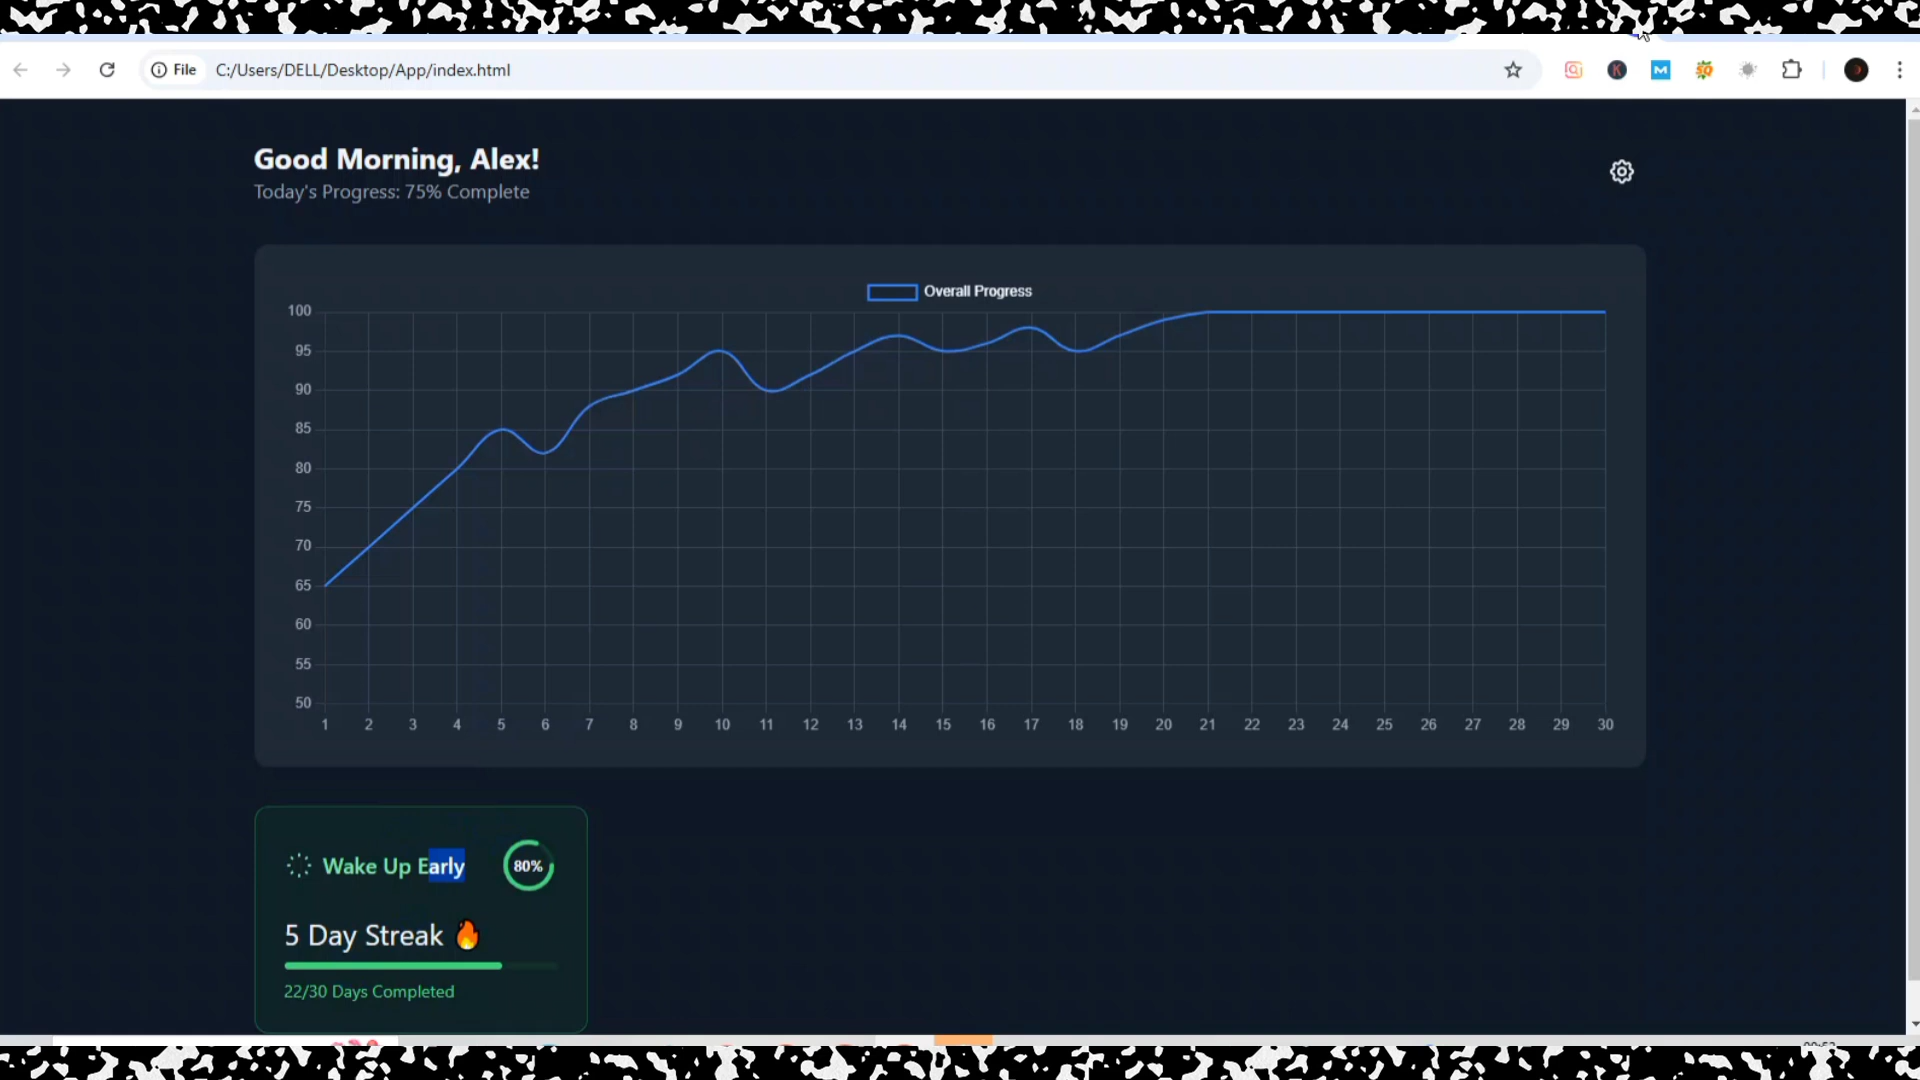 File C:/Users/DELL/Desktop/App/index.html
Good Morning, Alex!
Today's Progress: 75% Complete
Overall Progress
100
95
90
85
80
75
70
65
60
55
50
1 2 3 4 5 6 7 8 9 10 11 12 13 14 15 16 17 18 19 20 21 22 23 24 25 26 27 28 29 30
Wake Up Early 80%
5 Day Streak 🔥
22/30 Days Completed